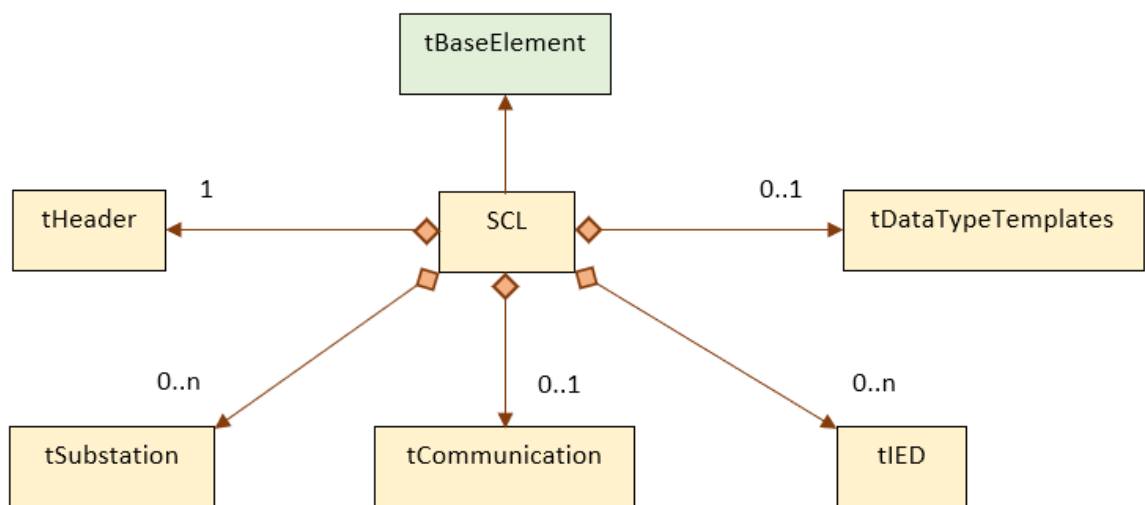 tBaseElement
1
0..1
tHeader
SCL
tDataTypeTemplates
0..n
0..1
0..n
tSubstation
tCommunication
tIED